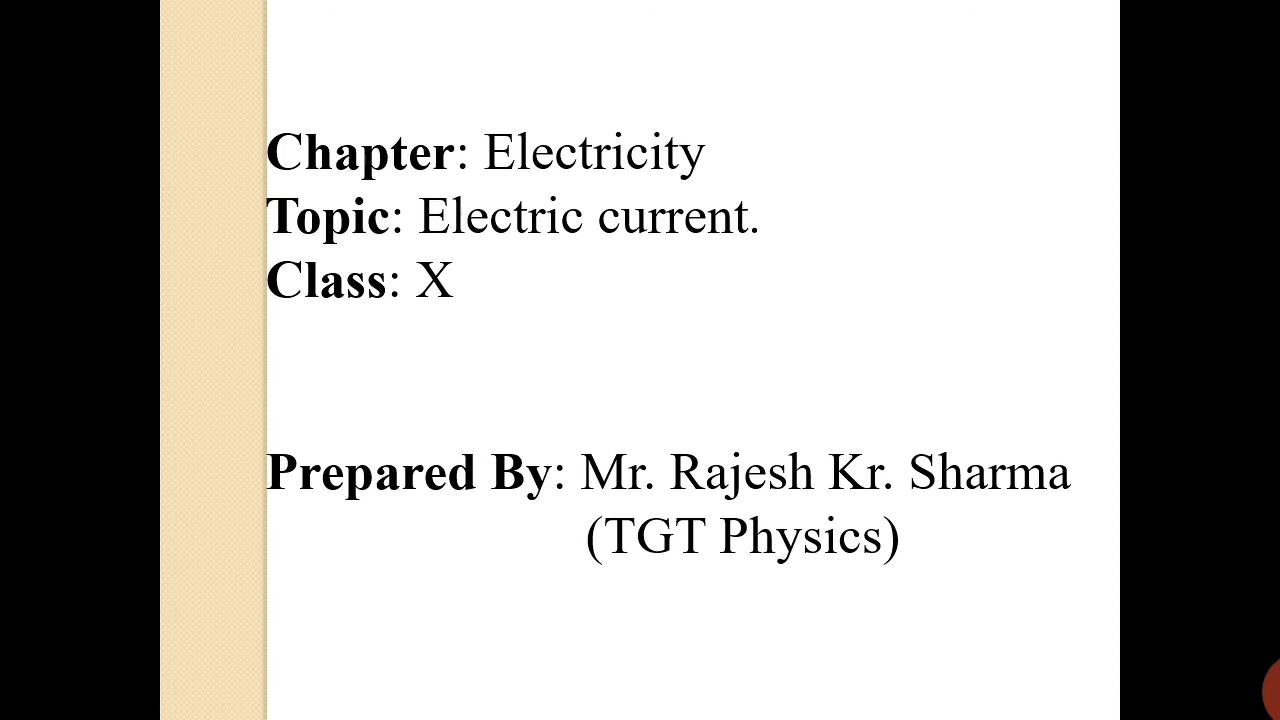 Chapter: Electricity
Topic: Electric current.
Class: X
Prepared By: Mr. Rajesh Kr. Sharma
(TGT Physics)